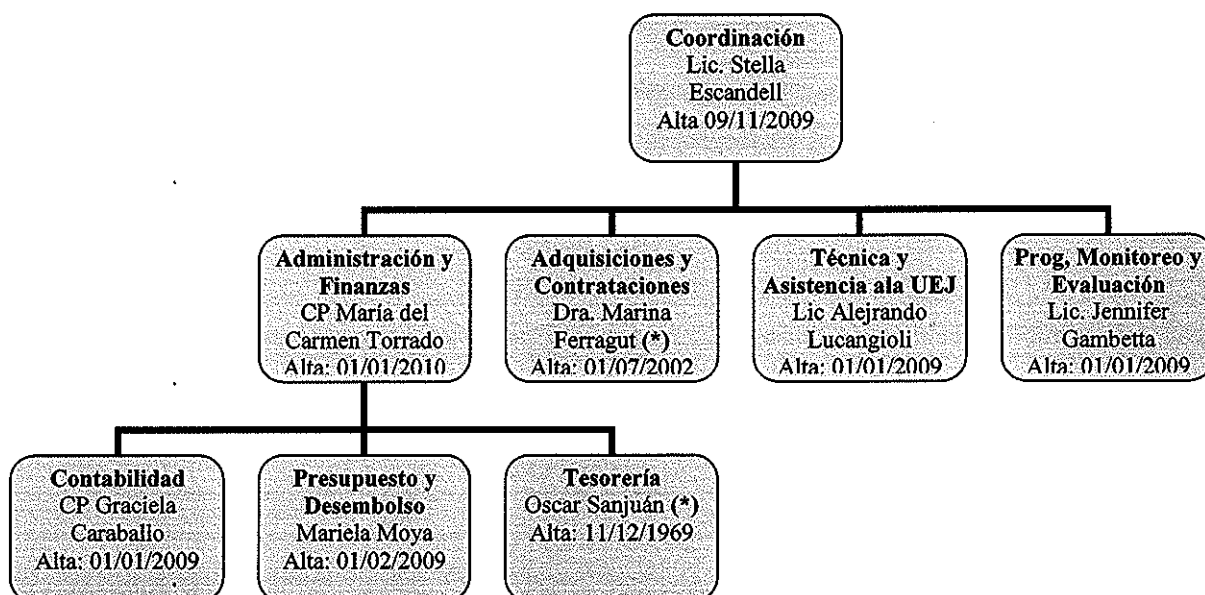 Coordinación
Lic. Stella
Escandell
Alta 09/11/2009
Administración y
Finanzas
CP María del
Carmen Torrado
Alta: 01/01/2010
Adquisiciones y
Contrataciones
Dra. Marina
Ferragut (*)
Alta: 01/07/2002
Técnica y
Asistencia ala UEJ
Lic Alejrando
Lucangioli
Alta: 01/01/2009
Prog, Monitoreo y
Evaluación
Lic. Jennifer
Gambetta
Alta: 01/01/2009
Contabilidad
CP Graciela
Caraballo
Alta: 01/01/2009
Presupuesto y
Desembolso
Mariela Moya
Alta: 01/02/2009
Tesorería
Oscar Sanjuán (*)
Alta: 11/12/1969